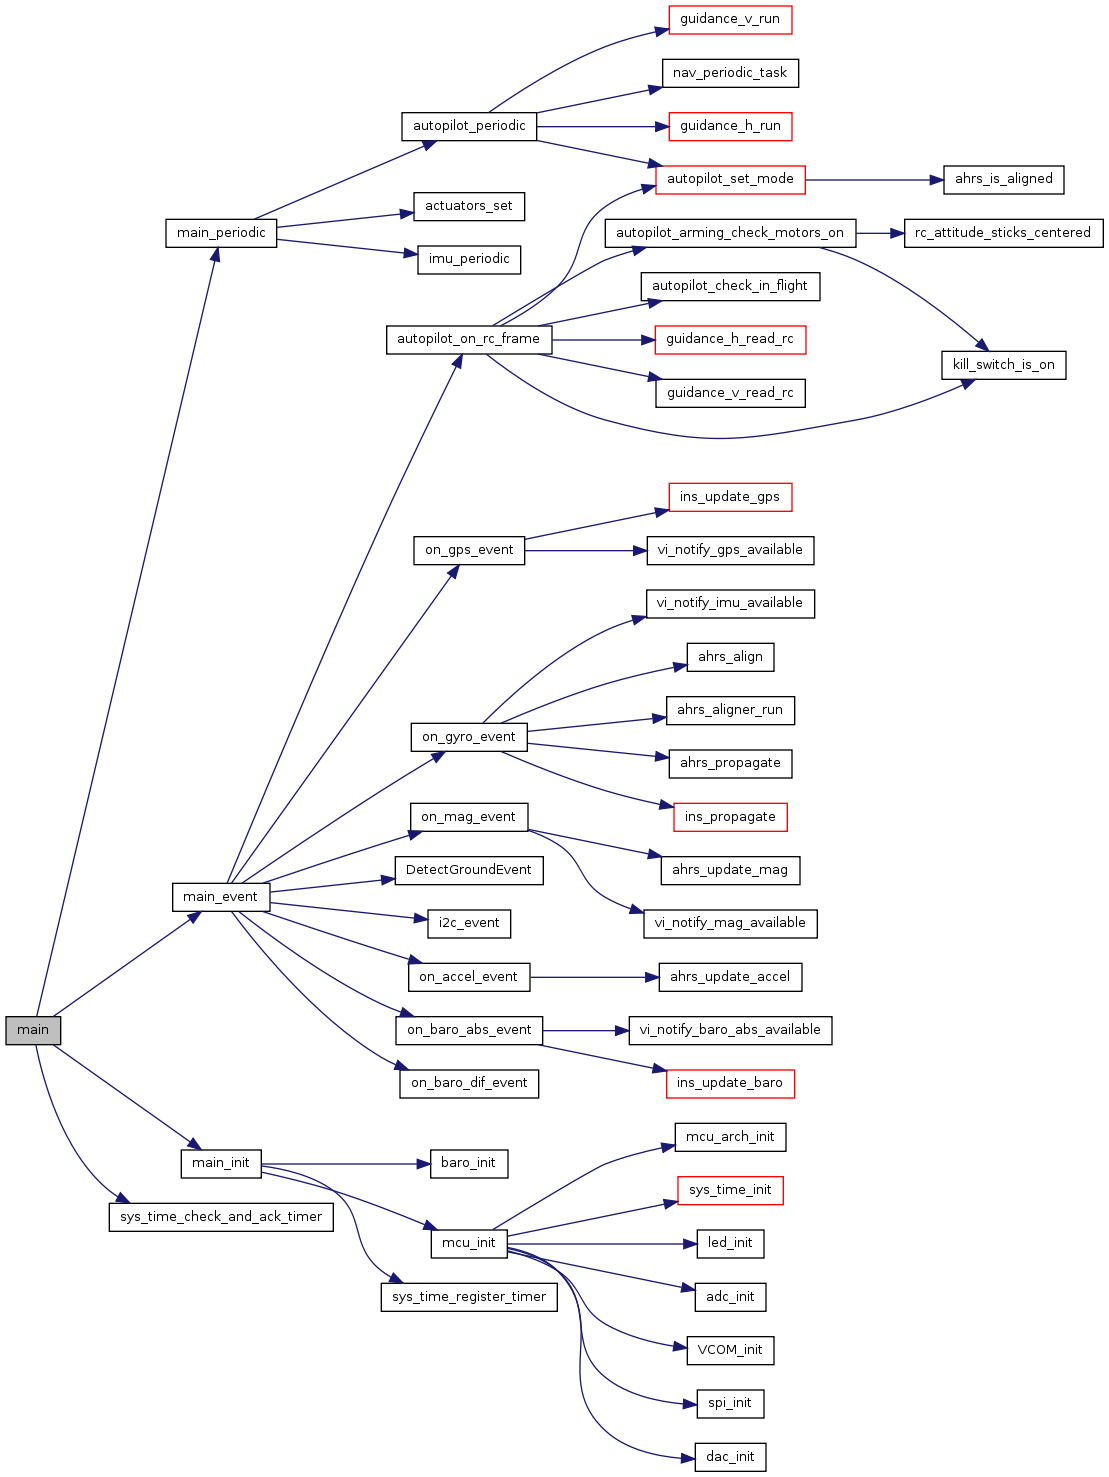 guidance_v_run
nav_periodic_task
autopilot_periodic
guidance_h_run
autopilot_set_mode
ahrs_is_aligned
actuators_set
main_periodic
autopilot_arming_check_motors_on
rc_attitude_sticks_centered
imu_periodic
autopilot_check_in_flight
autopilot_on_rc_frame
guidance_h_read_rc
kill_switch_is_on
guidance_v_read_rc
ins_update_gps
on_gps_event
vi_notify_gps_available
vi_notify_imu_available
ahrs_align
ahrs_aligner_run
on_gyro_event
ahrs_propagate
on_mag_event
ins_propagate
DetectGroundEvent
ahrs_update_mag
main_event
i2c_event
vi_notify_mag_available
on_accel_event
ahrs_update_accel
main
on_baro_abs_event
vi_notify_baro_abs_available
on_baro_dif_event
ins_update_baro
mcu_arch_init
main_init
baro_init
sys_time_init
sys_time_check_and_ack_timer
mcu_init
led_init
sys_time_register_timer
adc_init
VCOM_init
spi_init
dac_init